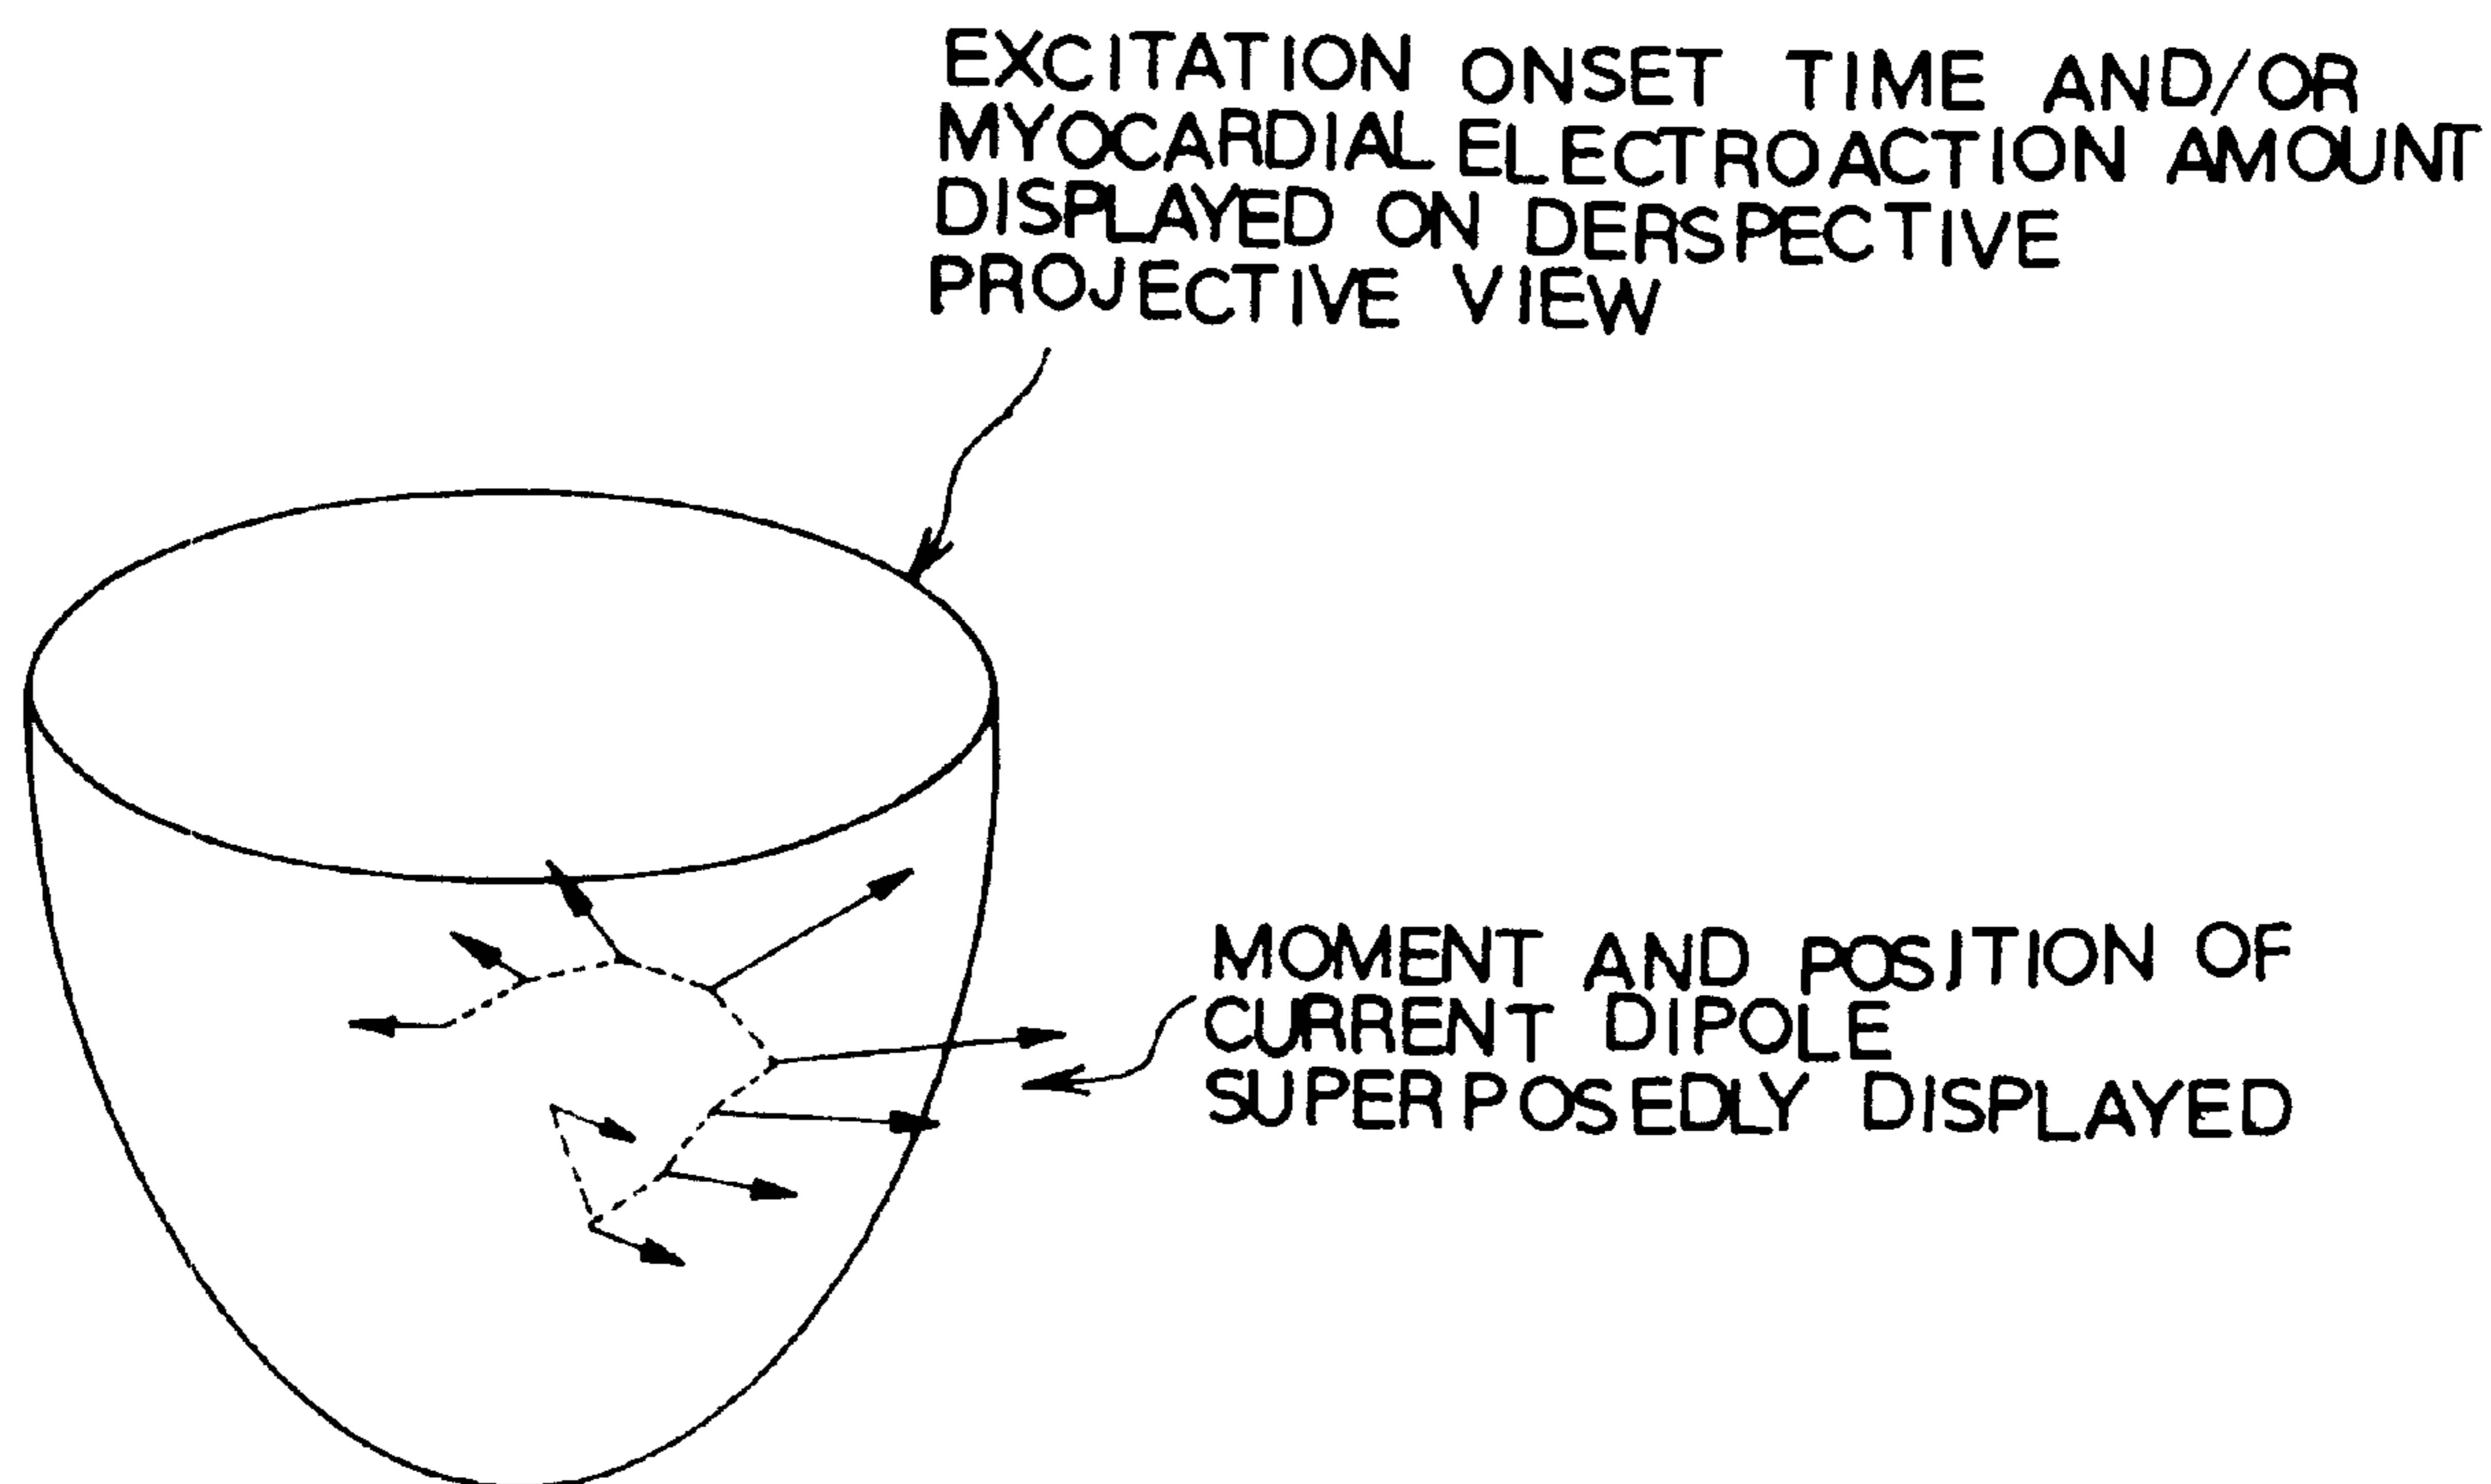 EXCITATION ONSET TIME AND/OR
MYOCARDIAL ELECTROACTION AMOUNT
DISPLAYED ON DERSPECTIVE
PROJECTIVE VIEW
MOMENT AND POSITION OF
CURRENT DIPOLE
SUPERPOSEDLY DISPLAYED